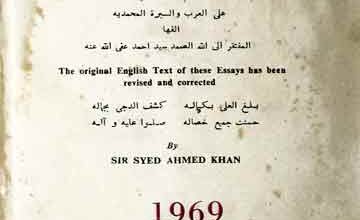 على العرب والسيرة المحمديه
الفها
المفتقر الى الله الصمد سيد احمد عفى الله عنه
The original English Text of these Essays has been
revised and corrected
بلغ العلى بكماله كشف الدجى بجماله
حسنت جميع خصاله صلوا عليه و آله
By
SIR SYED AHMED KHAN
1969